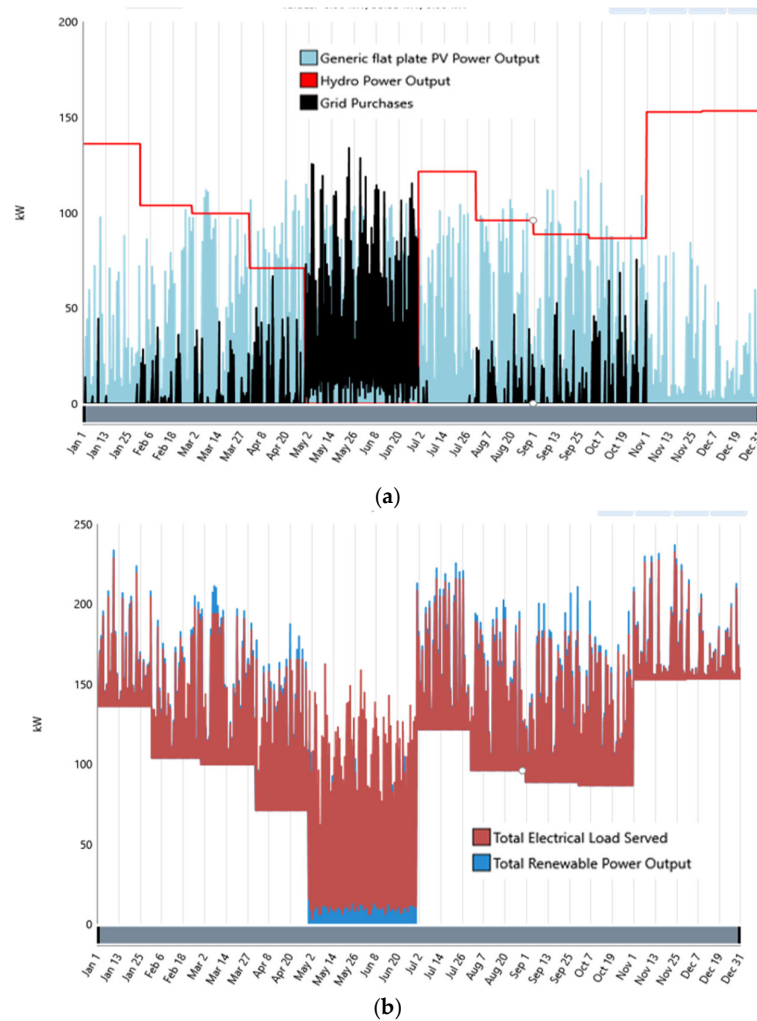 200
Generic flat plate PV Power Output
Hydro Power Output
Grid Purchases
150
100
50
0
kW
Jan 1
Jan 13
Jan 25
Feb 6
Feb 18
Mar 2
Mar 14
Mar 27
Apr 8
Apr 20
May 2
May 14
May 26
Jun 8
Jun 20
Jul 2
Jul 14
Jul 26
Aug 7
Aug 20
Sep 1
Sep 13
Sep 25
Oct 7
Oct 19
Nov 1
Nov 13
Nov 25
Dec 7
Dec 19
Dec 31
(a)
250
200
150
100
50
0
kW
Total Electrical Load Served
Total Renewable Power Output
Jan 1
Jan 13
Jan 25
Feb 6
Feb 18
Mar 2
Mar 14
Mar 27
Apr 8
Apr 20
May 2
May 14
May 26
Jun 8
Jun 20
Jul 2
Jul 14
Jul 26
Aug 7
Aug 20
Sep 1
Sep 13
Sep 25
Oct 7
Oct 19
Nov 1
Nov 13
Nov 25
Dec 7
Dec 19
Dec 31
(b)